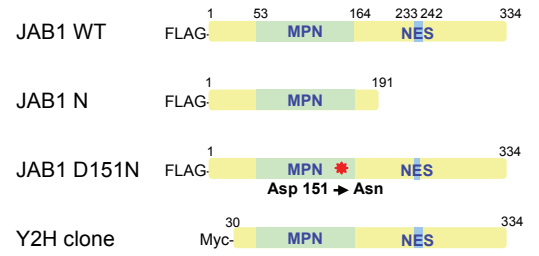 1 53 164 233 242 334
JAB1 WT FLAG- MPN NES
1 191
JAB1 N FLAG- MPN
1 334
JAB1 D151N FLAG- MPN NES
Asp 151 → Asn
30 334
Y2H clone Myc- MPN NES